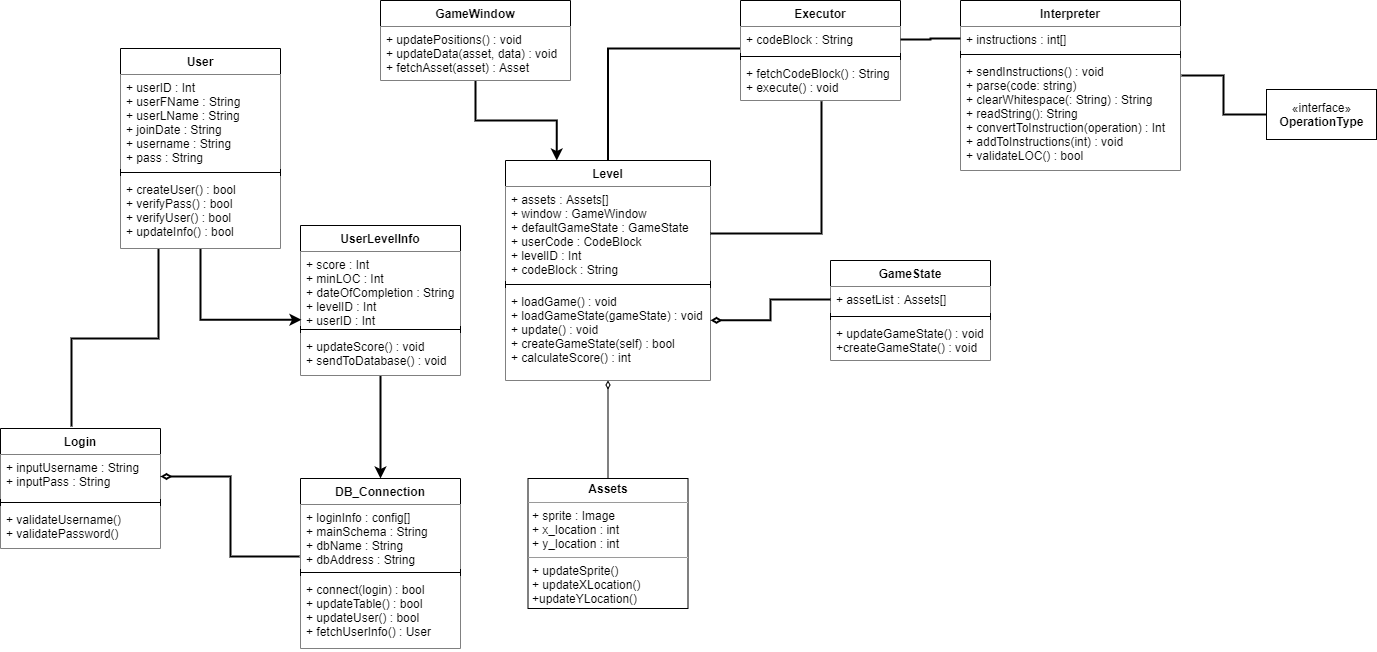 GameWindow
+ updatePositions() : void
+ updateData(asset, data) : void
+ fetchAsset(asset) : Asset
Executor
+ codeBlock : String
+ fetchCodeBlock() : String
+ execute() : void
Interpreter
+ instructions : int[]
+ sendInstructions() : void
+ parse(code: string)
+ clearWhitespace(: String) : String
+ readString(): String
+ convertToInstruction(operation) : Int
+ addToInstructions(int) : void
+ validateLOC() : bool
«interface»
OperationType
User
+ userID : Int
+ userFName : String
+ userLName : String
+ joinDate : String
+ username : String
+ pass : String
+ createUser() : bool
+ verifyPass() : bool
+ verifyUser() : bool
+ updateInfo() : bool
UserLevelInfo
+ score : Int
+ minLOC : Int
+ dateOfCompletion : String
+ levelID : Int
+ userID : Int
+ updateScore() : void
+ sendToDatabase() : void
Level
+ assets : Assets[]
+ window : GameWindow
+ defaultGameState : GameState
+ userCode : CodeBlock
+ levelID : Int
+ codeBlock : String
+ loadGame() : void
+ loadGameState(gameState) : void
+ update() : void
+ createGameState(self) : bool
+ calculateScore() : int
GameState
+ assetList : Assets[]
+ updateGameState() : void
+createGameState() : void
Login
+ inputUsername : String
+ inputPass : String
+ validateUsername()
+ validatePassword()
DB_Connection
+ loginInfo : config[]
+ mainSchema : String
+ dbName : String
+ dbAddress : String
+ connect(login) : bool
+ updateTable() : bool
+ updateUser() : bool
+ fetchUserInfo() : User
Assets
+ sprite : Image
+ x_location : int
+ y_location : int
+ updateSprite()
+ updateXLocation()
+updateYLocation()